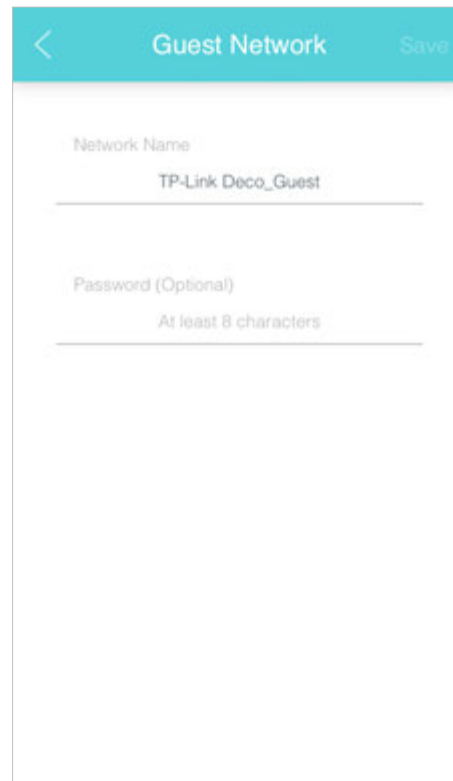 Guest Network
Save
Network Name
TP-Link Deco_Guest
Password (Optional)
At least 8 characters